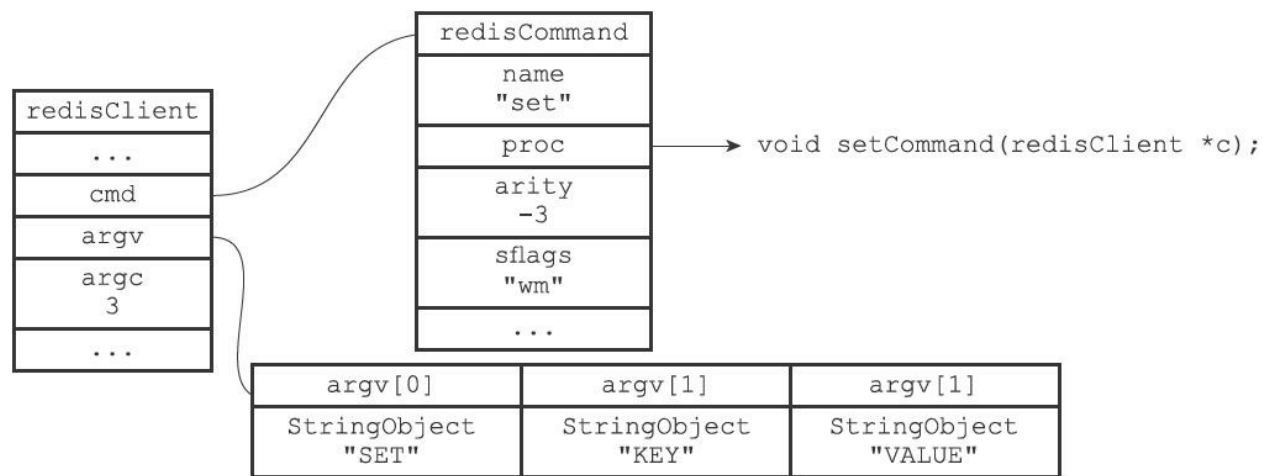 redisClient
...
cmd
argv
argc
3
...
redisCommand
name
"set"
proc
arity
-3
sflags
"wm"
...
void setCommand(redisClient *c);
argv[0]
argv[1]
argv[1]
StringObject
"SET"
StringObject
"KEY"
StringObject
"VALUE"